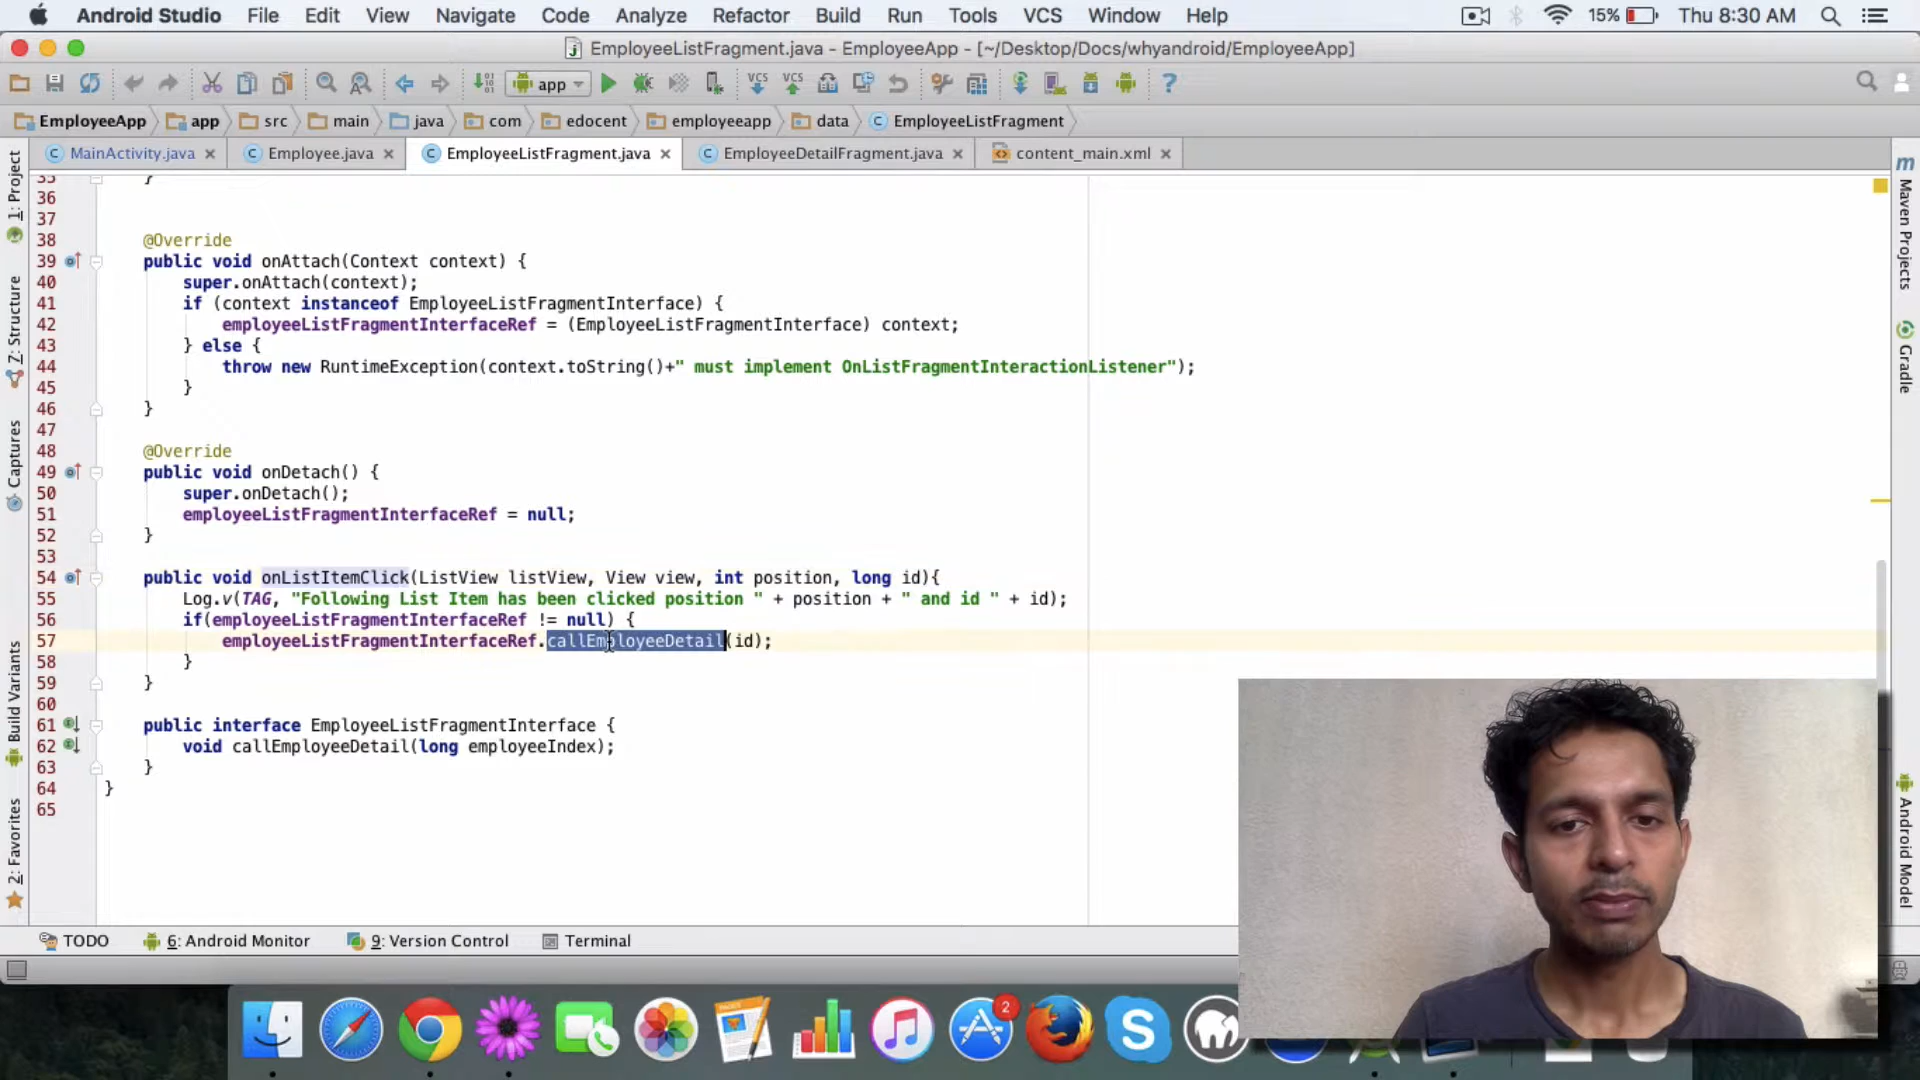 Android Studio File Edit View Navigate Code Analyze Refactor Build Run Tools VCS Window Help 15% Thu 8:30 AM
EmployeeListFragment.java - EmployeeApp - [~/Desktop/Docs/whyandroid/EmployeeApp]
app VCS VCS ?
EmployeeApp app src main java com edocent employeeapp data EmployeeListFragment
MainActivity.java Employee.java EmployeeListFragment.java EmployeeDetailFragment.java content_main.xml
35 }
36
37
38 @Override
39 public void onAttach(Context context) {
40 super.onAttach(context);
41 if (context instanceof EmployeeListFragmentInterface) {
42 employeeListFragmentInterfaceRef = (EmployeeListFragmentInterface) context;
43 } else {
44 throw new RuntimeException(context.toString()+" must implement OnListFragmentInteractionListener");
45 }
46 }
47
48 @Override
49 public void onDetach() {
50 super.onDetach();
51 employeeListFragmentInterfaceRef = null;
52 }
53
54 public void onListItemClick(ListView listView, View view, int position, long id){
55 Log.v(TAG, "Following List Item has been clicked position " + position + " and id " + id);
56 if(employeeListFragmentInterfaceRef != null) {
57 employeeListFragmentInterfaceRef.callEmployeeDetail(id);
58 }
59 }
60
61 public interface EmployeeListFragmentInterface {
62 void callEmployeeDetail(long employeeIndex);
63 }
64 }
65
1: Project
7: Structure
Captures
Build Variants
2: Favorites
m Maven Projects
Gradle
Android Model
TODO 6: Android Monitor 9: Version Control Terminal
PAGES
2
S